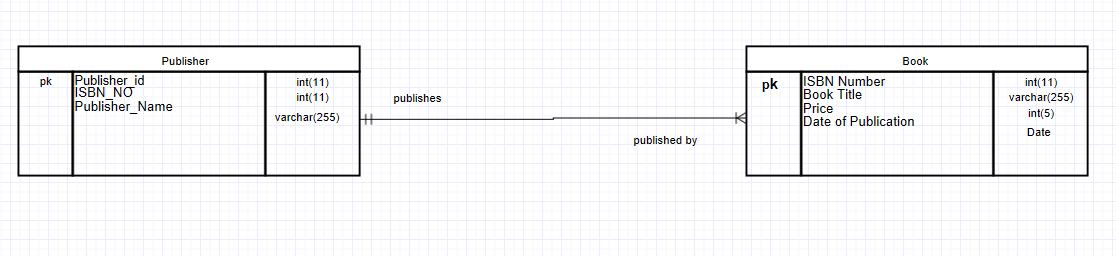 Publisher
pk
Publisher_id
int(11)
ISBN_NO
int(11)
Publisher_Name
varchar(255)
publishes
published by
Book
pk
ISBN Number
int(11)
Book Title
varchar(255)
Price
int(5)
Date of Publication
Date